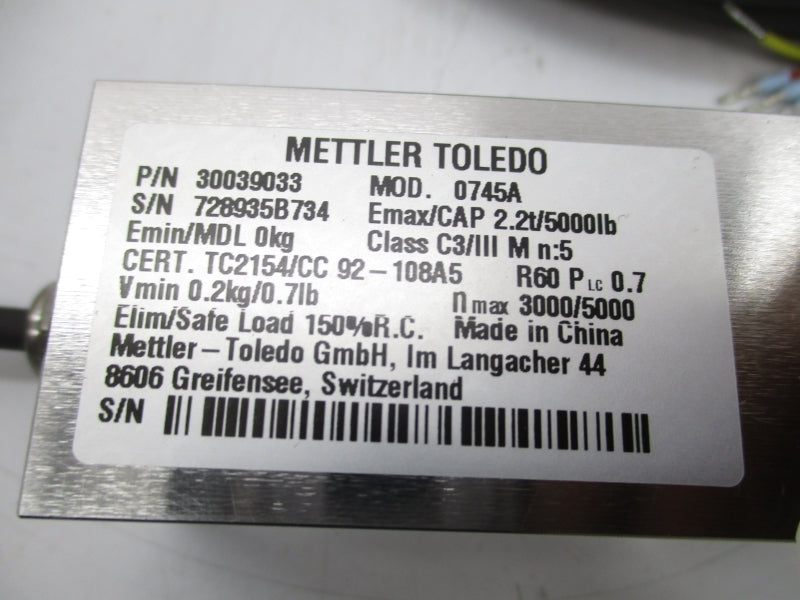 METTLER TOLEDO
P/N 30039033 MOD. 0745A
S/N 728935B734 Emax/CAP 2.2t/5000lb
Emin/MDL 0kg Class C3/III M n:5
CERT. TC2154/CC 92-108A5 R60 PLC 0.7
Vmin 0.2kg/0.7lb nmax 3000/5000
Elim/Safe Load 150%R.C. Made in China
Mettler-Toledo GmbH, Im Langacher 44
8606 Greifensee, Switzerland
S/N